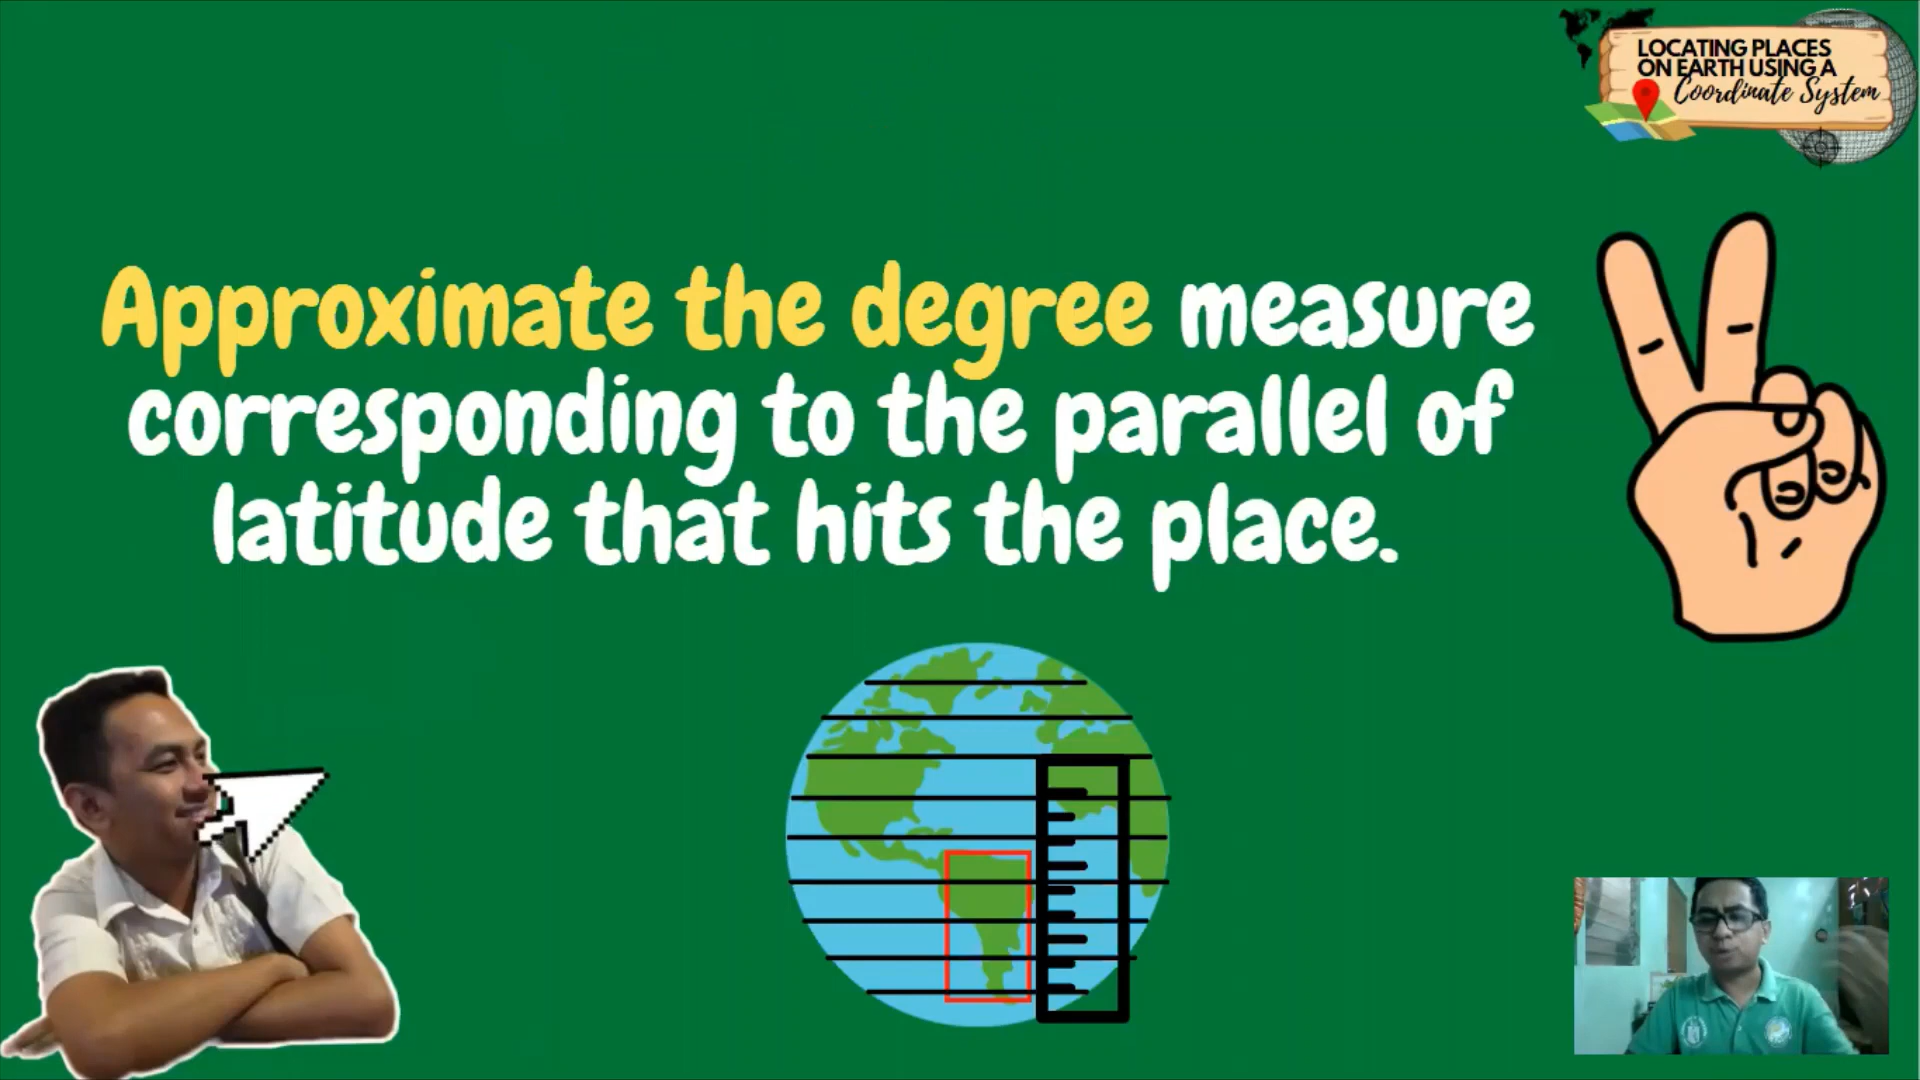 LOCATING PLACES
ON EARTH USING A
Coordinate System
Approximate the degree measure
corresponding to the parallel of
latitude that hits the place.